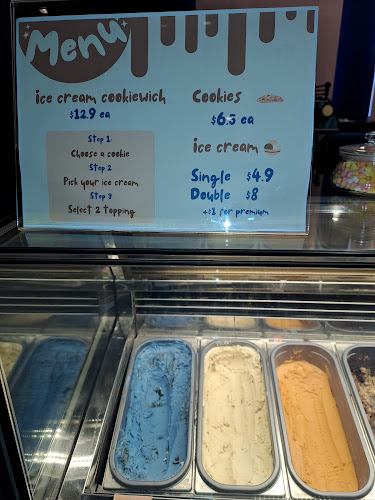 Menu
ice cream cookiewich
$12.9 ea
Step 1
Choose a cookie
Step 2
Pick your ice cream
Step 3
Select 2 topping
Cookies
$6.5 ea
ice cream
Single $4.9
Double $8
+$1 for premium